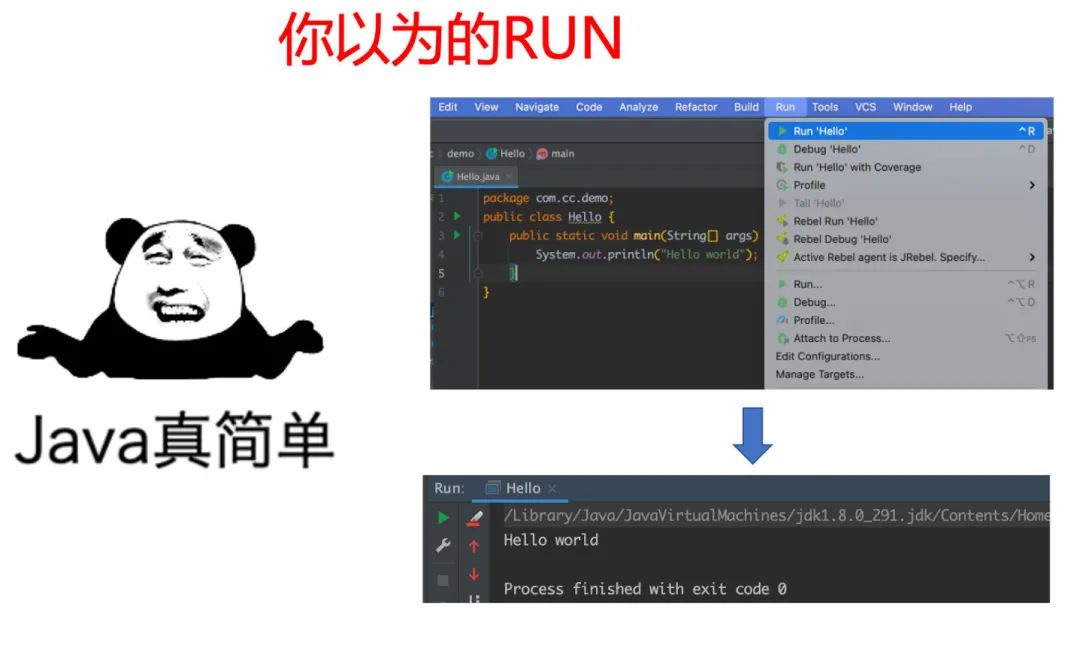 你以为的RUN
Edit View Navigate Code Analyze Refactor Build Run Tools VCS Window Help
demo Hello main
Hello.java
1 package com.cc.demo;
2 public class Hello {
3 public static void main(String[] args)
4 System.out.println("Hello world");
5 }
6 }
Run 'Hello' ^R
Debug 'Hello' ^D
Run 'Hello' with Coverage
Profile
Tail 'Hello'
Rebel Run 'Hello'
Rebel Debug 'Hello'
Active Rebel agent is JRebel. Specify...
Run... ^⌥R
Debug... ^⌥D
Profile...
Attach to Process... ⌥⇧F5
Edit Configurations...
Manage Targets...
Java真简单
Run: Hello
/Library/Java/JavaVirtualMachines/jdk1.8.0_291.jdk/Contents/Home
Hello world
Process finished with exit code 0